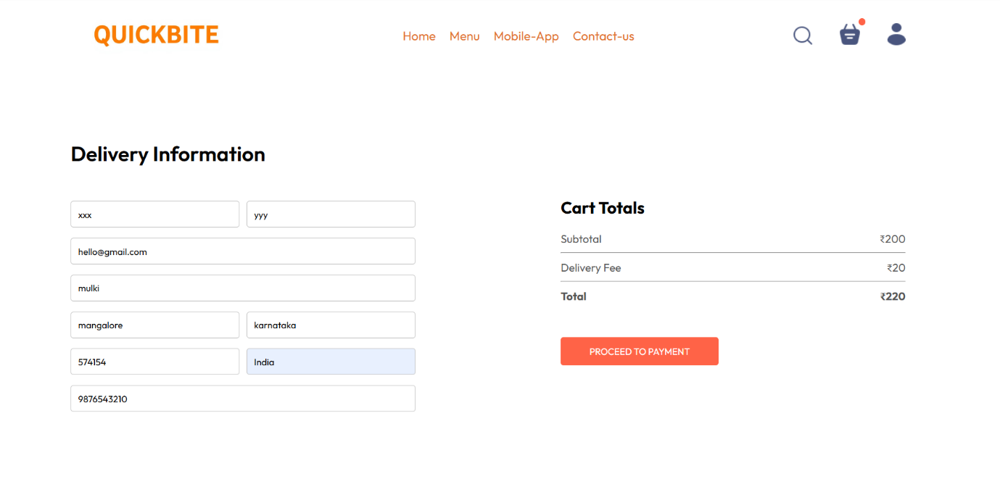 QUICKBITE
Home Menu Mobile-App Contact-us
Delivery Information
xxx yyy
hello@gmail.com
mulki
mangalore karnataka
574154 India
9876543210
Cart Totals
Subtotal ₹200
Delivery Fee ₹20
Total ₹220
PROCEED TO PAYMENT